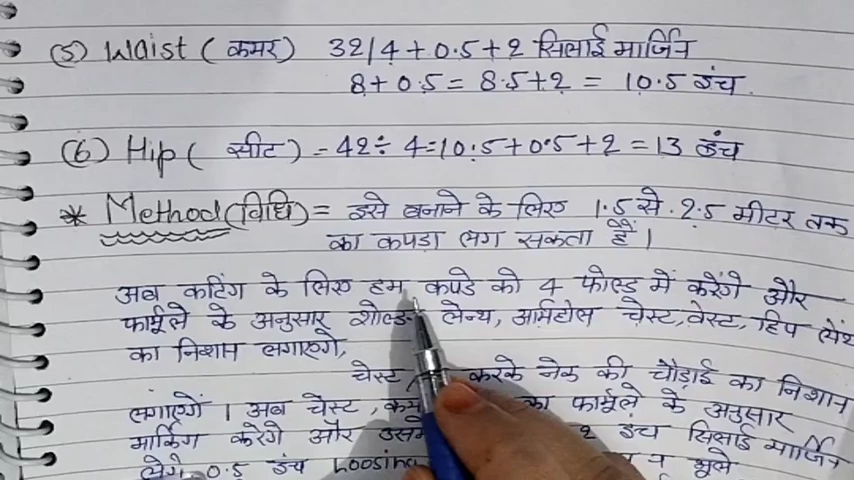 (5) Waist ( कमर) 32/4 + 0.5 + 2 सिलाई मार्जिन
8 + 0.5 = 8.5 + 2 = 10.5 इंच
(6) Hip ( सीट) = 42 ÷ 4 = 10.5 + 0.5 + 2 = 13 इंच
* Method (विधि) = इसे बनाने के लिए 1.5 से 2.5 मीटर तक
का कपड़ा लग सकता हैं।
अब कटिंग के लिए हम कपडे को 4 फोल्ड में करेंगे और
फार्मूले के अनुसार लेन्थ, आर्महोल चेस्ट, वेस्ट, हिप लेंथ
का निशान लगाएगे,
चेस्ट करके नेक की चौड़ाई का निशान
लगाएगें । अब चेस्ट, का फार्मूले के अनुसार
मार्किंग करेगे और 2 इंच सिलाई मार्जिन
लेगे 0.5 इंच न भूले